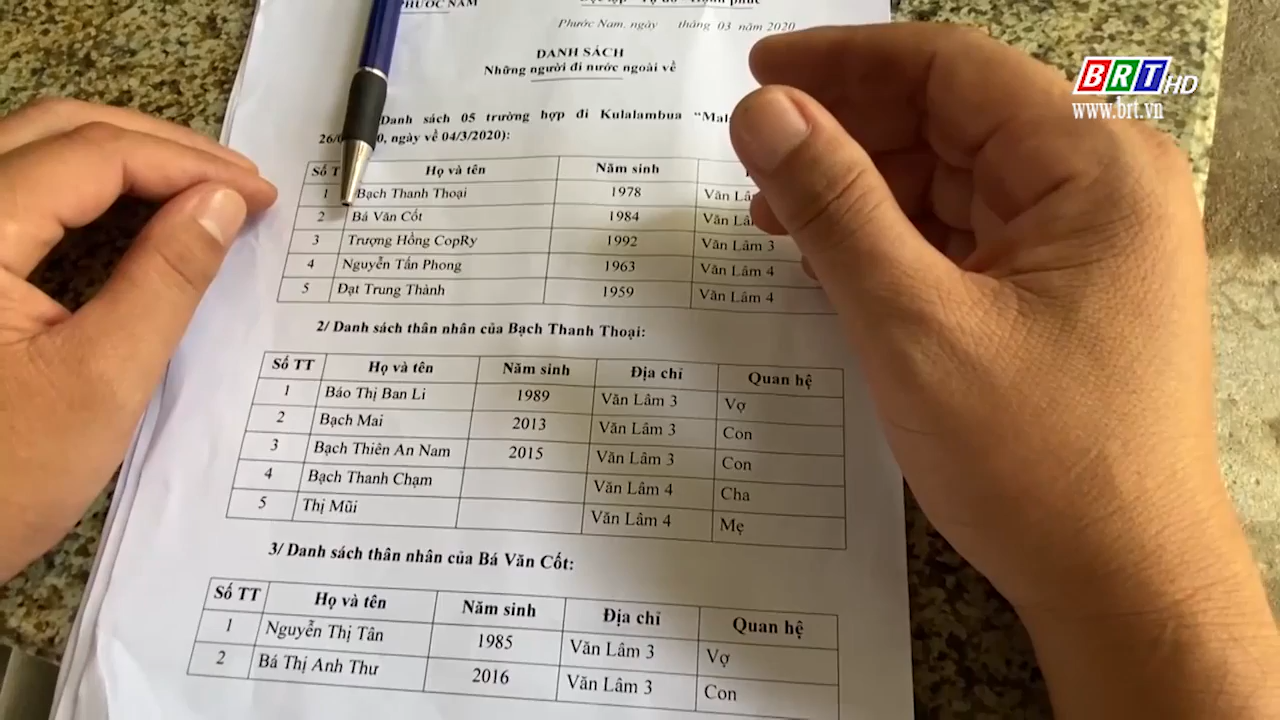 PHƯỚC NAM
Phước Nam, ngày tháng 03 năm 2020
DANH SÁCH
Những người đi nước ngoài về
Danh sách 05 trường hợp đi Kulalambua “
ngày về 04/3/2020):
Số Họ và tên Năm sinh
1 Bạch Thanh Thoại 1978 Văn
2 Bá Văn Cốt 1984 Văn
3 Trượng Hồng CopRy 1992 Văn Lâm 3
4 Nguyễn Tấn Phong 1963 Văn Lâm 4
5 Đạt Trung Thành 1959 Văn Lâm 4
2/ Danh sách thân nhân của Bạch Thanh Thoại:
Số TT Họ và tên Năm sinh Địa chỉ Quan hệ
1 Báo Thị Ban Li 1989 Văn Lâm 3 Vợ
2 Bạch Mai 2013 Văn Lâm 3 Con
3 Bạch Thiên An Nam 2015 Văn Lâm 3 Con
4 Bạch Thanh Chạm Văn Lâm 4 Cha
5 Thị Mũi Văn Lâm 4 Mẹ
3/ Danh sách thân nhân của Bá Văn Cốt:
Số TT Họ và tên Năm sinh Địa chỉ Quan hệ
1 Nguyễn Thị Tân 1985 Văn Lâm 3 Vợ
2 Bá Thị Anh Thư 2016 Văn Lâm 3 Con
BRT HD
www.brt.vn